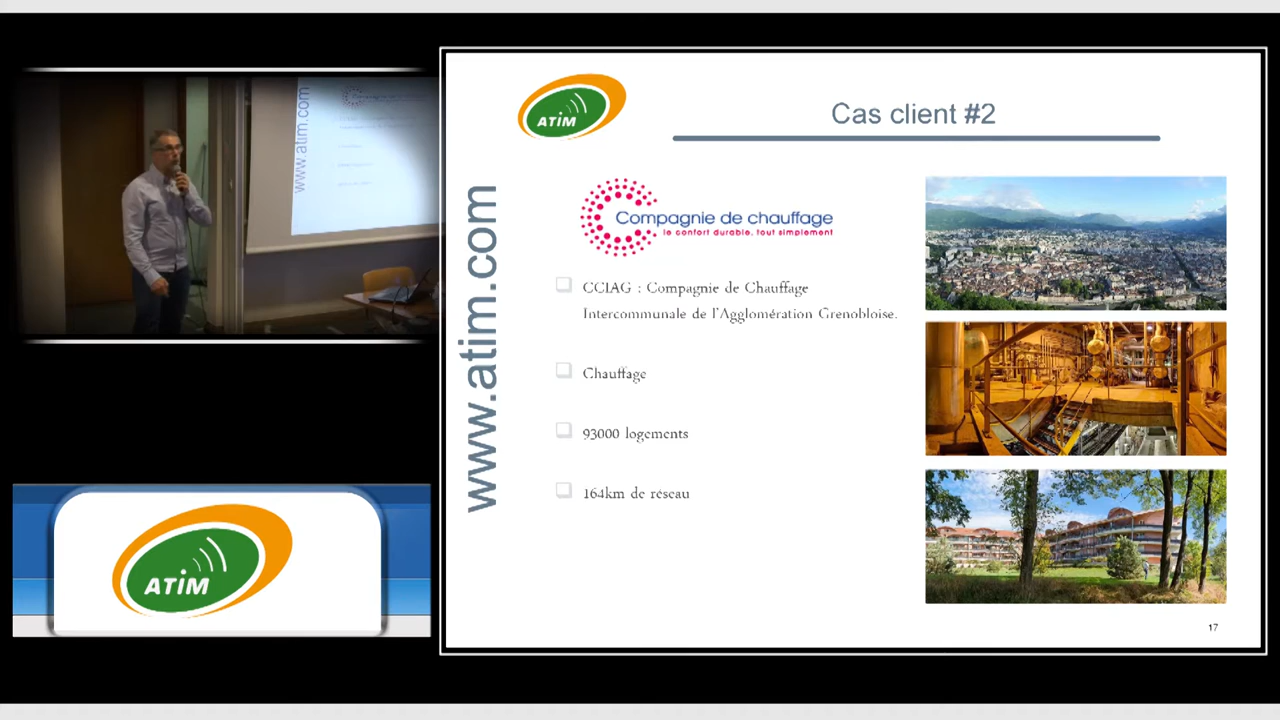 www.atim.com
ATIM
Cas client #2
www.atim.com
Compagnie de chauffage
le confort durable, tout simplement
CCIAG : Compagnie de Chauffage
Intercommunale de l'Agglomération Grenobloise.
Chauffage
93000 logements
164km de réseau
17
ATIM